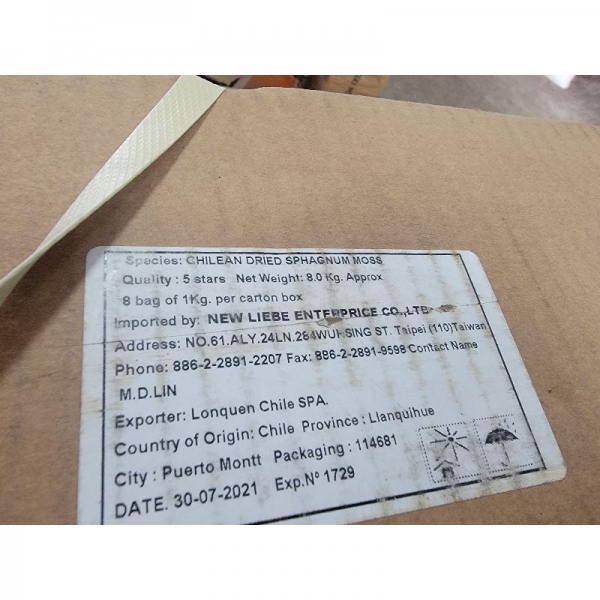 Species: CHILEAN DRIED SPHAGNUM MOSS
Quality : 5 stars Net Weight: 8.0 Kg. Approx
8 bag of 1Kg. per carton box
Imported by: NEW LIEBE ENTERPRICE CO.,LTD
Address: NO.61.ALY.24LN.264WUHSING ST. Taipei (110)Taiwan
Phone: 886-2-2891-2207 Fax: 886-2-2891-9598 Contact Name
M.D.LIN
Exporter: Lonquen Chile SPA.
Country of Origin: Chile Province : Llanquihue
City : Puerto Montt Packaging : 114681
DATE. 30-07-2021 Exp.N° 1729